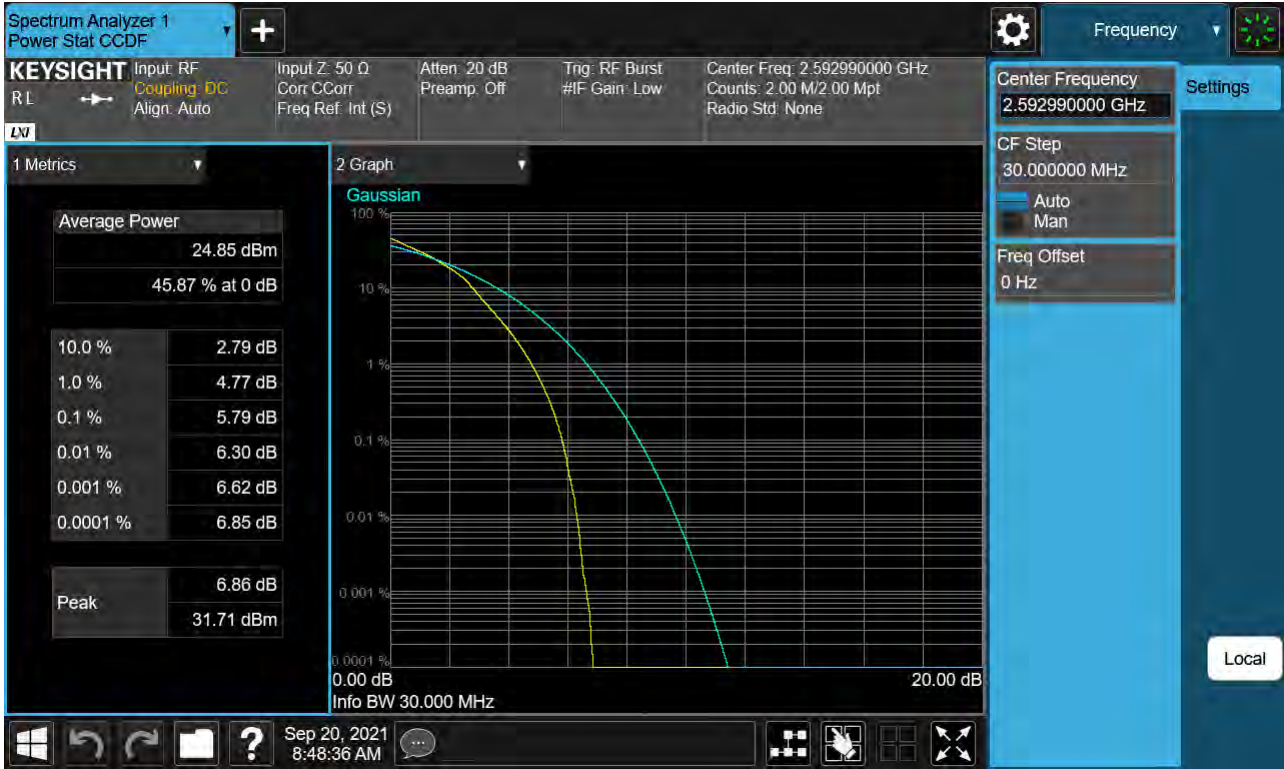 Spectrum Analyzer 1
Power Stat CCDF
Frequency
KEYSIGHT
R L
LXI
Input: RF
Coupling: DC
Align: Auto
Input Z: 50 Ω
Corr CCorr
Freq Ref: Int (S)
Atten: 20 dB
Preamp: Off
Trig: RF Burst
#IF Gain: Low
Center Freq: 2.592990000 GHz
Counts: 2.00 M/2.00 Mpt
Radio Std: None
Center Frequency
2.592990000 GHz
Settings
CF Step
30.000000 MHz
Auto
Man
Freq Offset
0 Hz
1 Metrics
Average Power
24.85 dBm
45.87 % at 0 dB
10.0 % 2.79 dB
1.0 % 4.77 dB
0.1 % 5.79 dB
0.01 % 6.30 dB
0.001 % 6.62 dB
0.0001 % 6.85 dB
Peak
6.86 dB
31.71 dBm
2 Graph
Gaussian
100 %
10 %
1 %
0.1 %
0.01 %
0.001 %
0.0001 %
0.00 dB 20.00 dB
Info BW 30.000 MHz
Local
?
Sep 20, 2021
8:48:36 AM